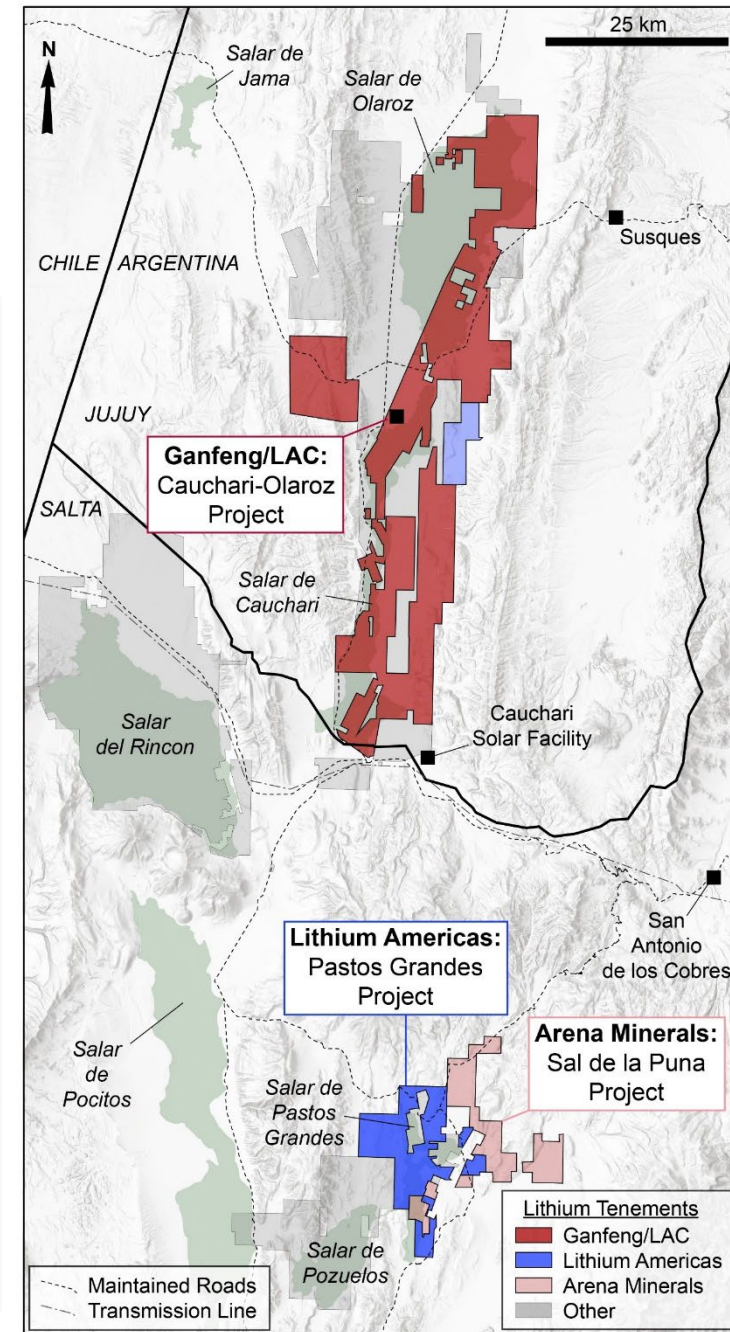 N
25 km
Salar de
Jama
Salar de
Olaroz
Susques
CHILE
ARGENTINA
JUJUY
SALTA
Ganfeng/LAC:
Cauchari-Olaroz
Project
Salar de
Cauchari
Salar
del Rincon
Cauchari
Solar Facility
San
Antonio
de los Cobres
Lithium Americas:
Pastos Grandes
Project
Arena Minerals:
Sal de la Puna
Project
Salar
de
Pocitos
Salar de
Pastos
Grandes
Salar de
Pozuelos
Lithium Tenements
Ganfeng/LAC
Lithium Americas
Arena Minerals
Other
Maintained Roads
Transmission Line